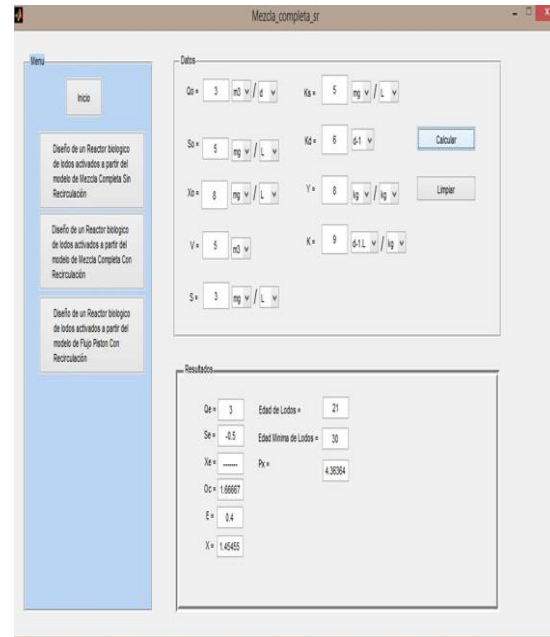 Mezcla_completa_sr
Menu
Inicio
Diseño de un Reactor biologico
de lodos activados a partir del
modelo de Mezcla Completa Sin
Recirculación
Diseño de un Reactor biologico
de lodos activados a partir del
modelo de Mezcla Completa Con
Recirculación
Diseño de un Reactor biologico
de lodos activados a partir del
modelo de Flujo Piston Con
Recirculación
Datos
Qo = 3 m3 / d Ks = 5 mg / L
So = 5 mg / L Kd = 6 d-1 Calcular
Xo = 8 mg / L Y = 8 kg / kg Limpiar
V = 5 m3 K = 9 d-1.L / kg
S = 3 mg / L
Resultados
Qe = 3 Edad de Lodos = 21
Se = -0.5 Edad Minima de Lodos = 30
Xe = ------- Px = 4.36364
Oc = 1.66667
E = 0.4
X = 1.45455